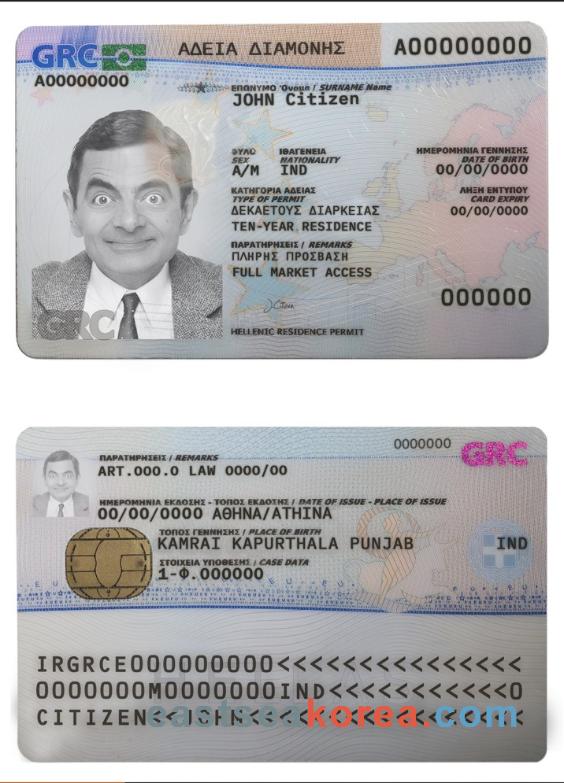 GRC
ΑΔΕΙΑ ΔΙΑΜΟΝΗΣ
A00000000
A00000000
ΕΠΩΝΥΜΟ Όνομα / SURNAME Name
JOHN Citizen
ΦΥΛΟ ΙΘΑΓΕΝΕΙΑ
SEX NATIONALITY
A/M IND
ΗΜΕΡΟΜΗΝΙΑ ΓΕΝΝΗΣΗΣ
DATE OF BIRTH
00/00/0000
ΚΑΤΗΓΟΡΙΑ ΑΔΕΙΑΣ
TYPE OF PERMIT
ΔΕΚΑΕΤΟΥΣ ΔΙΑΡΚΕΙΑΣ
TEN-YEAR RESIDENCE
ΛΗΞΗ ΕΝΤΥΠΟΥ
CARD EXPIRY
00/00/0000
ΠΑΡΑΤΗΡΗΣΕΙΣ / REMARKS
ΠΛΗΡΗΣ ΠΡΟΣΒΑΣΗ
FULL MARKET ACCESS
000000
J Citizen
GRC
HELLENIC RESIDENCE PERMIT
0000000
GRC
ΠΑΡΑΤΗΡΗΣΕΙΣ / REMARKS
ART.000.0 LAW 0000/00
ΗΜΕΡΟΜΗΝΙΑ ΕΚΔΟΣΗΣ - ΤΟΠΟΣ ΕΚΔΟΣΗΣ / DATE OF ISSUE - PLACE OF ISSUE
00/00/0000 ΑΘΗΝΑ/ATHINA
ΤΟΠΟΣ ΓΕΝΝΗΣΗΣ / PLACE OF BIRTH
KAMRAI KAPURTHALA PUNJAB
IND
ΣΤΟΙΧΕΙΑ ΥΠΟΘΕΣΗΣ / CASE DATA
1-Φ.000000
IRGRCE0000000000<<<<<<<<<<<<<<<
0000000M0000000IND<<<<<<<<<<<0
CITIZEN<<JOHN<<<<<<<<<<<<<<<<<
eastseakorea.com